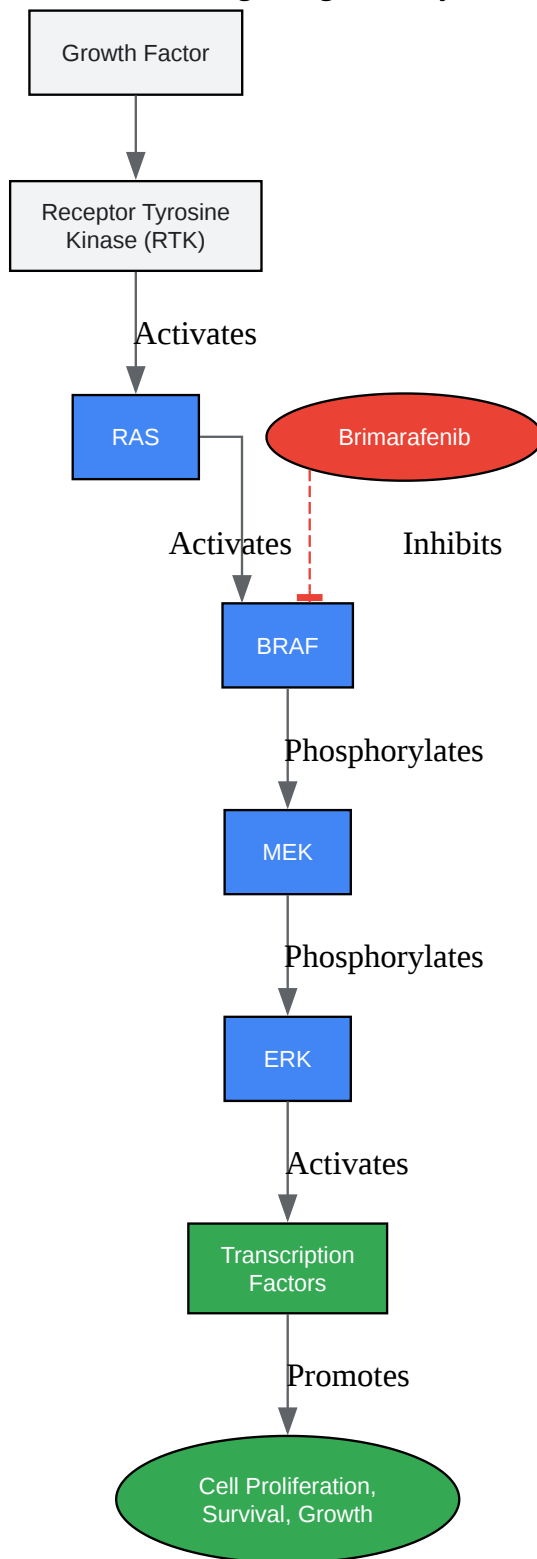 Growth Factor
Receptor Tyrosine
Kinase (RTK)
Activates
RAS
Brimarafenib
Activates
Inhibits
BRAF
Phosphorylates
MEK
Phosphorylates
ERK
Activates
Transcription
Factors
Promotes
Cell Proliferation,
Survival, Growth